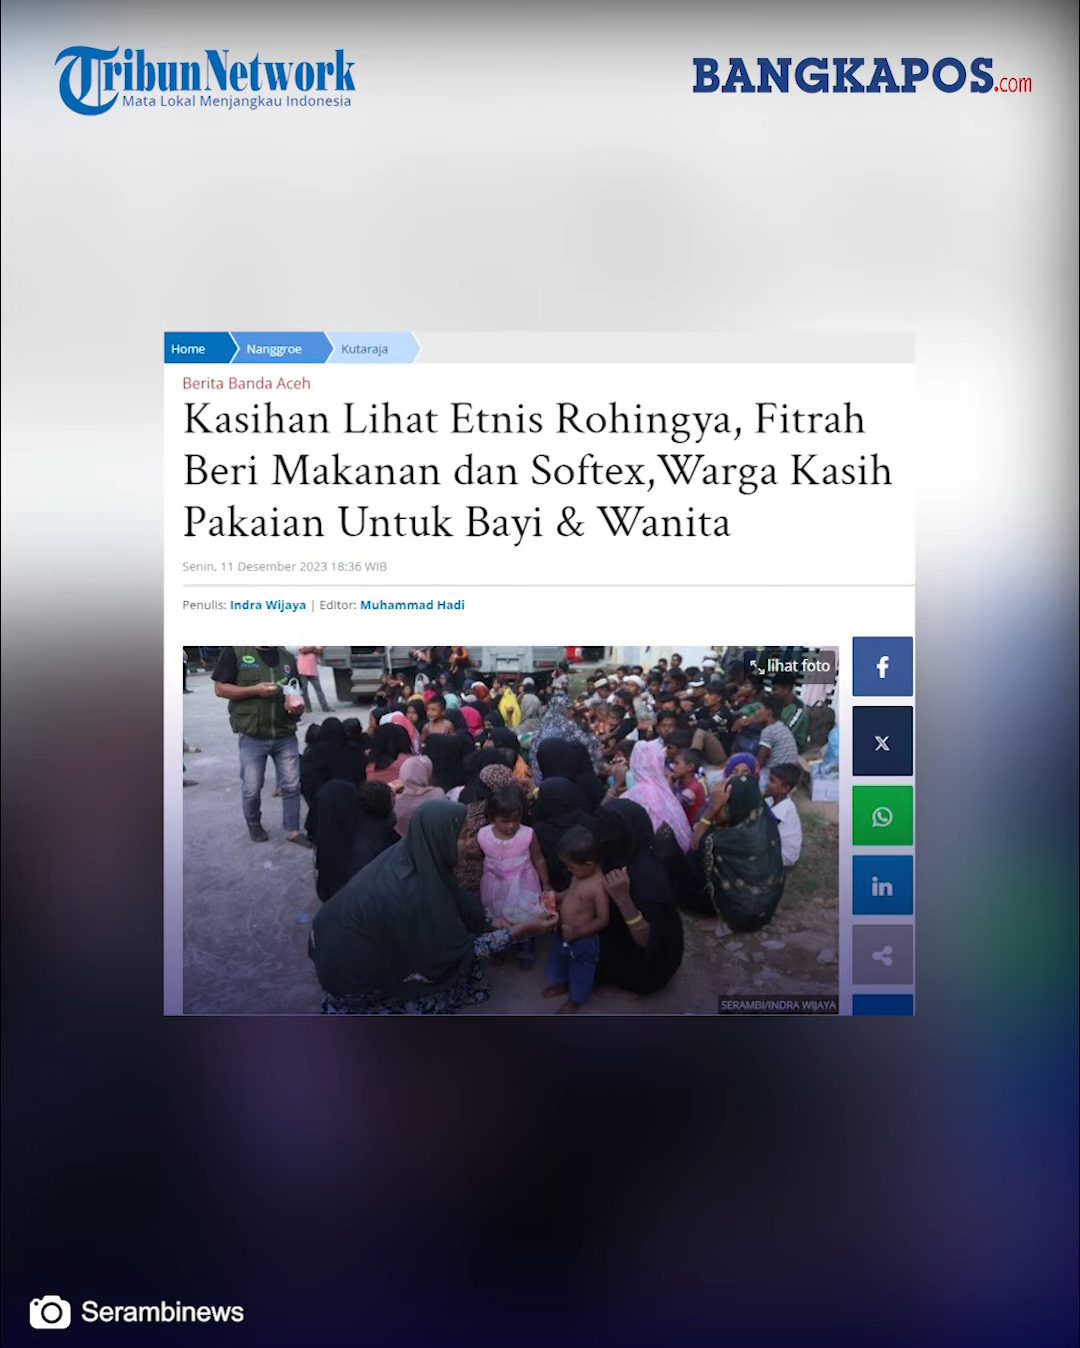 TribunNetwork
Mata Lokal Menjangkau Indonesia
BANGKAPOS.com
Home
Nanggroe
Kutaraja
Berita Banda Aceh
Kasihan Lihat Etnis Rohingya, Fitrah
Beri Makanan dan Softex,Warga Kasih
Pakaian Untuk Bayi & Wanita
Senin, 11 Desember 2023 18:36 WIB
Penulis: Indra Wijaya | Editor: Muhammad Hadi
lihat foto
SERAMBI/INDRA WIJAYA
Serambinews